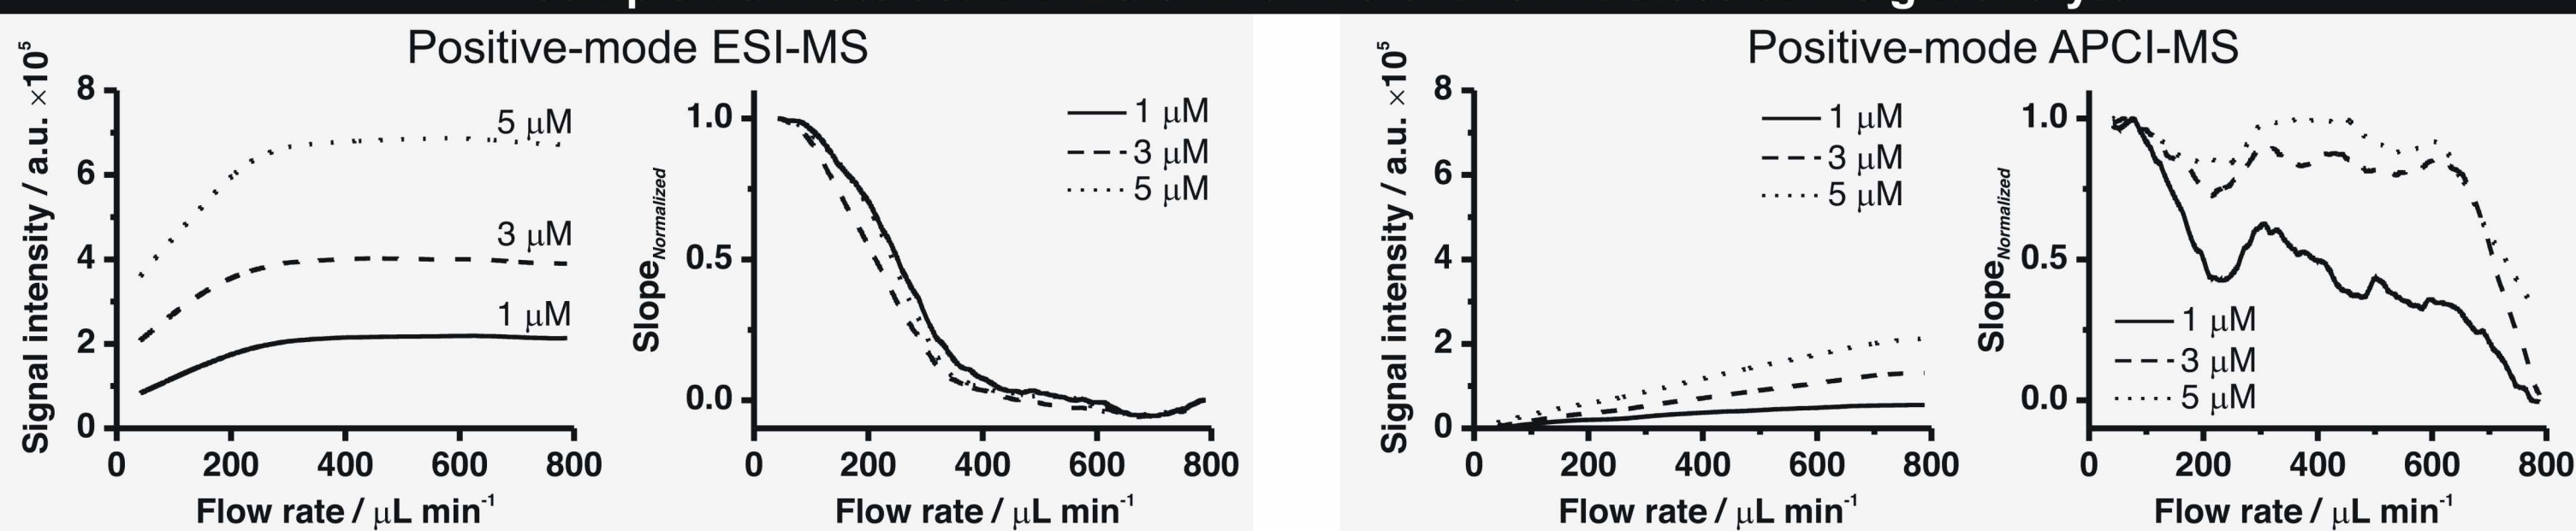 Positive-mode ESI-MS
Signal intensity / a.u. ×10⁵
8
6
4
2
0
5 µM
3 µM
1 µM
0 200 400 600 800
Flow rate / µL min⁻¹
Slope Normalized
1.0
0.5
0.0
1 µM
3 µM
5 µM
0 200 400 600 800
Flow rate / µL min⁻¹
Positive-mode APCI-MS
Signal intensity / a.u. ×10⁵
8
6
4
2
0
1 µM
3 µM
5 µM
0 200 400 600 800
Flow rate / µL min⁻¹
Slope Normalized
1.0
0.5
0.0
1 µM
3 µM
5 µM
0 200 400 600 800
Flow rate / µL min⁻¹